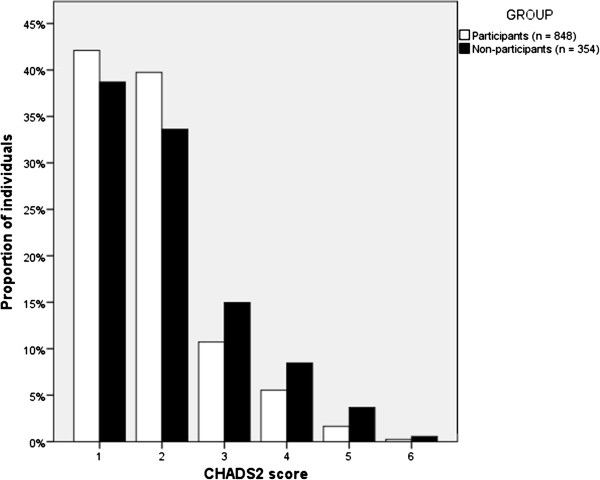 GROUP
Participants (n = 848)
Non-participants (n = 354)
Proportion of individuals
45%
40%
35%
30%
25%
20%
15%
10%
5%
0%
1 2 3 4 5 6
CHADS2 score